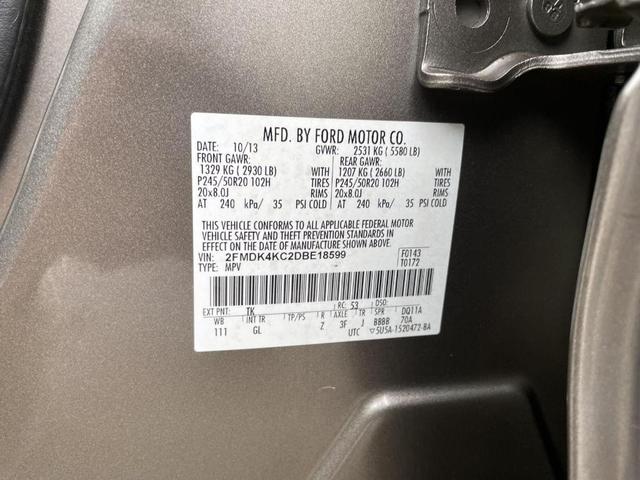 MFD. BY FORD MOTOR CO.
DATE: 10/13 GVWR: 2531 KG ( 5580 LB)
FRONT GAWR: REAR GAWR:
1329 KG ( 2930 LB) WITH 1207 KG ( 2660 LB) WITH
P245/50R20 102H TIRES P245/50R20 102H TIRES
20x8.0J RIMS 20x8.0J RIMS
AT 240 kPa/ 35 PSI COLD AT 240 kPa/ 35 PSI COLD
THIS VEHICLE CONFORMS TO ALL APPLICABLE FEDERAL MOTOR
VEHICLE SAFETY AND THEFT PREVENTION STANDARDS IN
EFFECT ON THE DATE OF MANUFACTURE SHOWN ABOVE.
VIN: 2FMDK4KC2DBE18599 F0143
TYPE: MPV T0172
EXT PNT: TK RC: 53 DSO:
WB INT TR TP/PS R AXLE TR SPR DQ11A
111 GL Z 3F J BBBB 70A
UTC ▽5U5A-1520472-BA